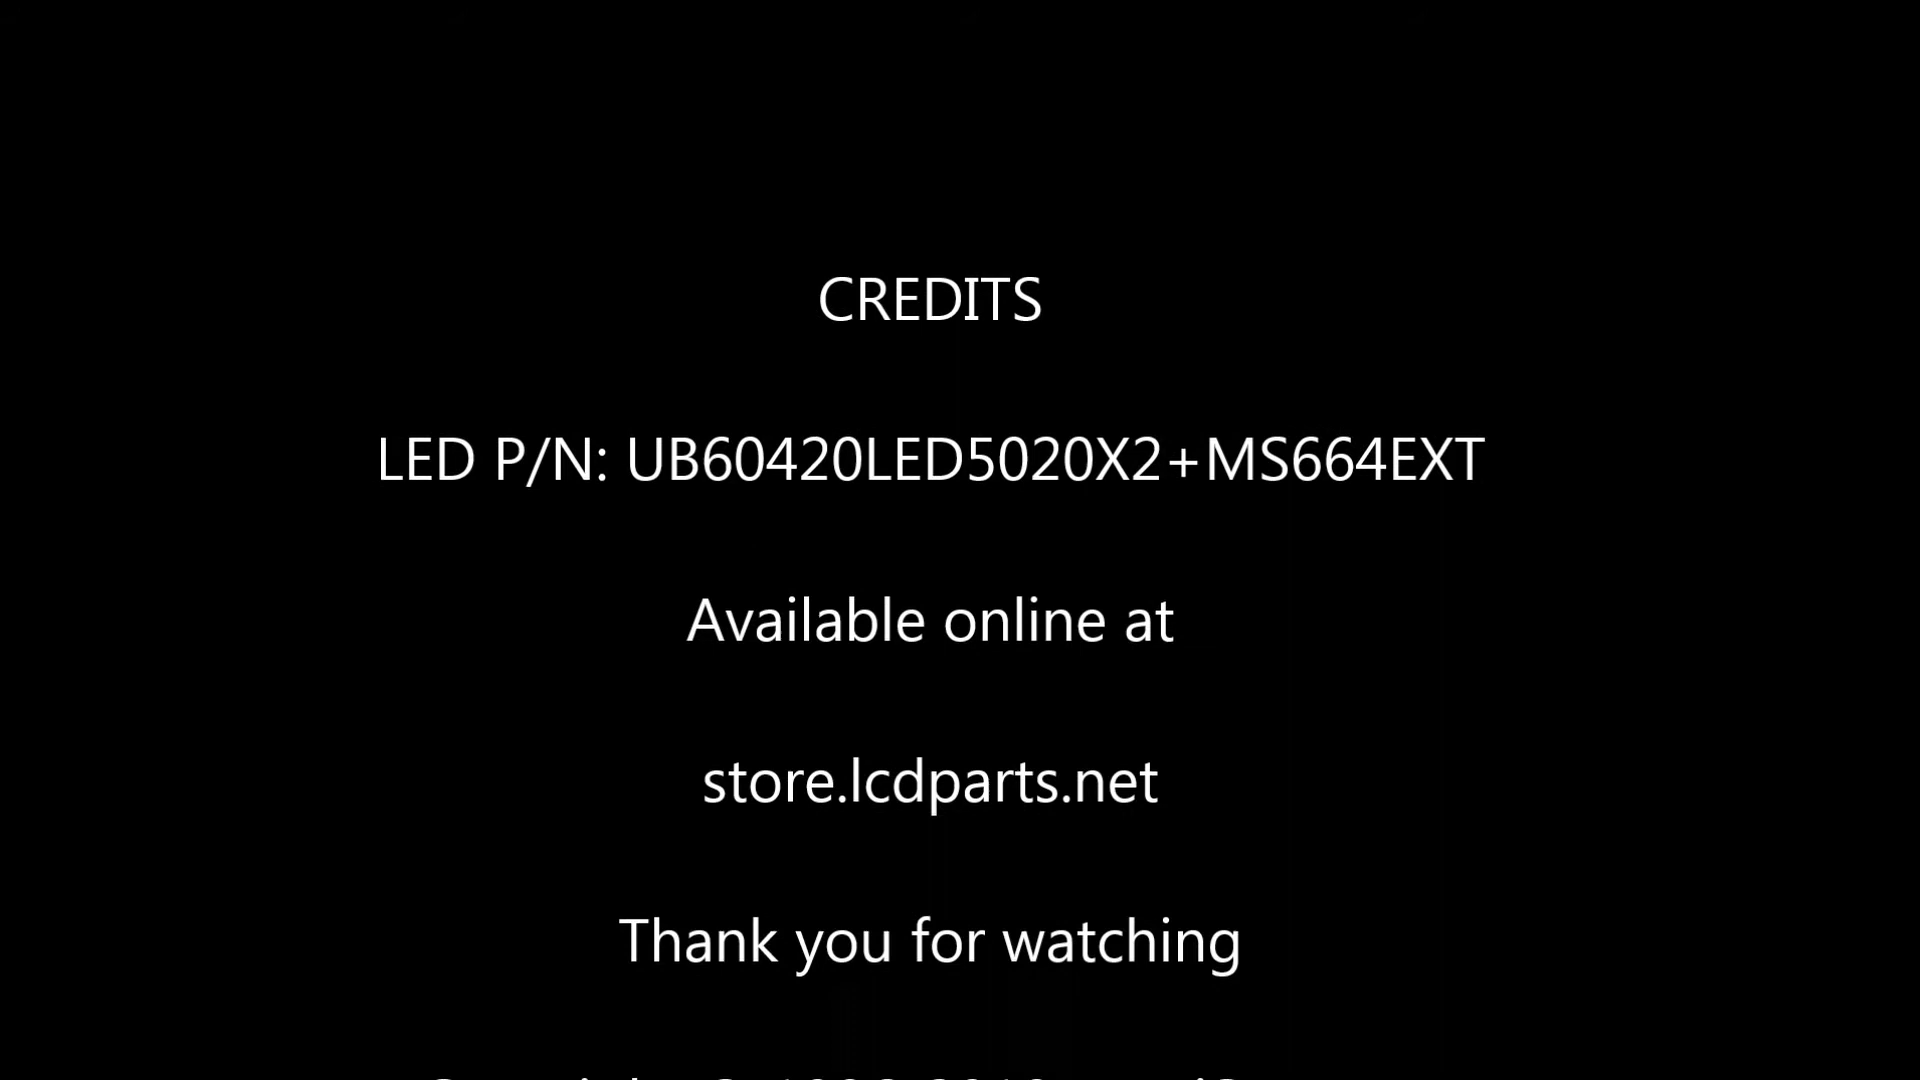 CREDITS
LED P/N: UB60420LED5020X2+MS664EXT
Available online at
store.lcdparts.net
Thank you for watching